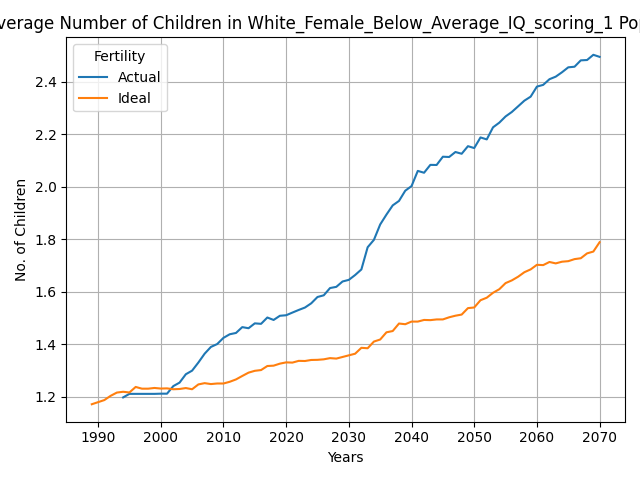 verage Number of Children in White_Female_Below_Average_IQ_scoring_1 Pop
Fertility
Actual
Ideal
2.4
2.2
2.0
1.8
1.6
1.4
1.2
No. of Children
1990 2000 2010 2020 2030 2040 2050 2060 2070
Years